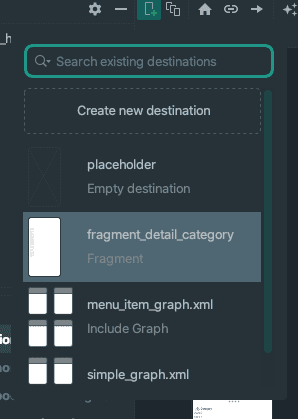 Search existing destinations
Create new destination
placeholder
Empty destination
fragment_detail_category
Fragment
menu_item_graph.xml
Include Graph
simple_graph.xml